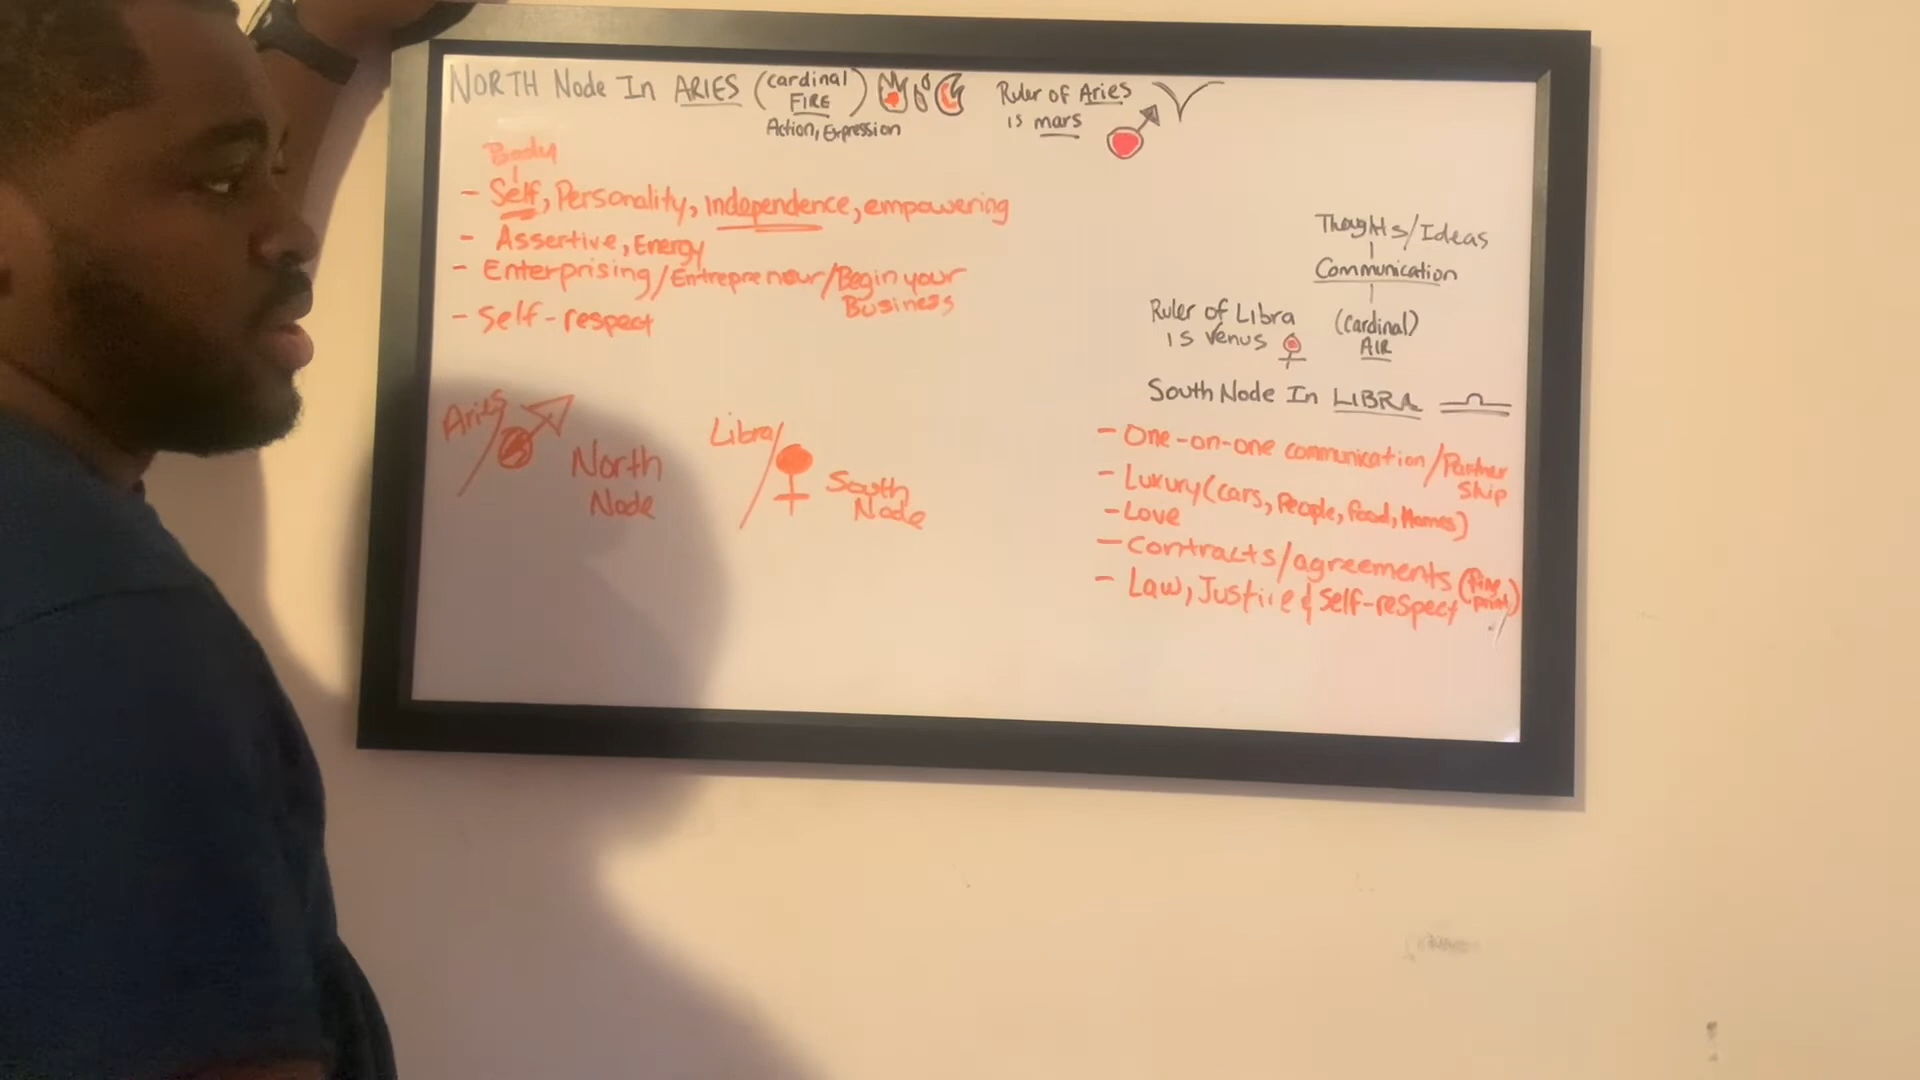 NORTH Node In ARIES (cardinal FIRE)
Action, Expression
Ruler of Aries
is mars
Body
- Self, Personality, independence, empowering
- Assertive, Energy
- Enterprising/Entreprenour/Begin your
Business
- Self-respect
Thoughts/Ideas
Communication
(cardinal)
AIR
Ruler of Libra
is Venus
South Node In LIBRA
- One-on-one communication/Partner
Ship
- Luxury(cars, People, food, Homes)
- Love
- Contracts/agreements (fine
print)
- Law, Justice & Self-respect
Aries/
North
Node
Libra/
South
Node